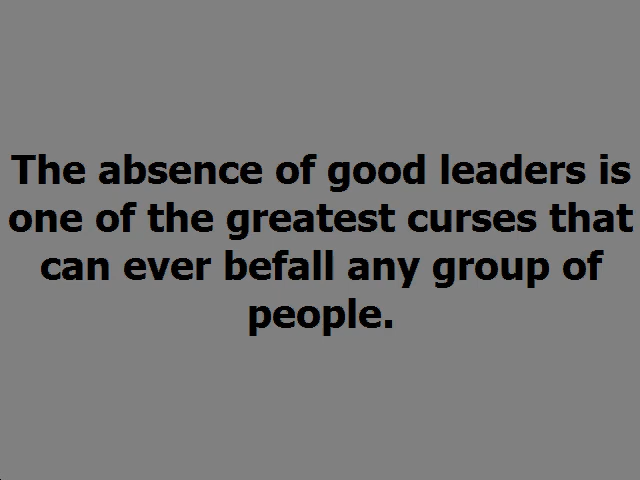 The absence of good leaders is
one of the greatest curses that
can ever befall any group of
people.